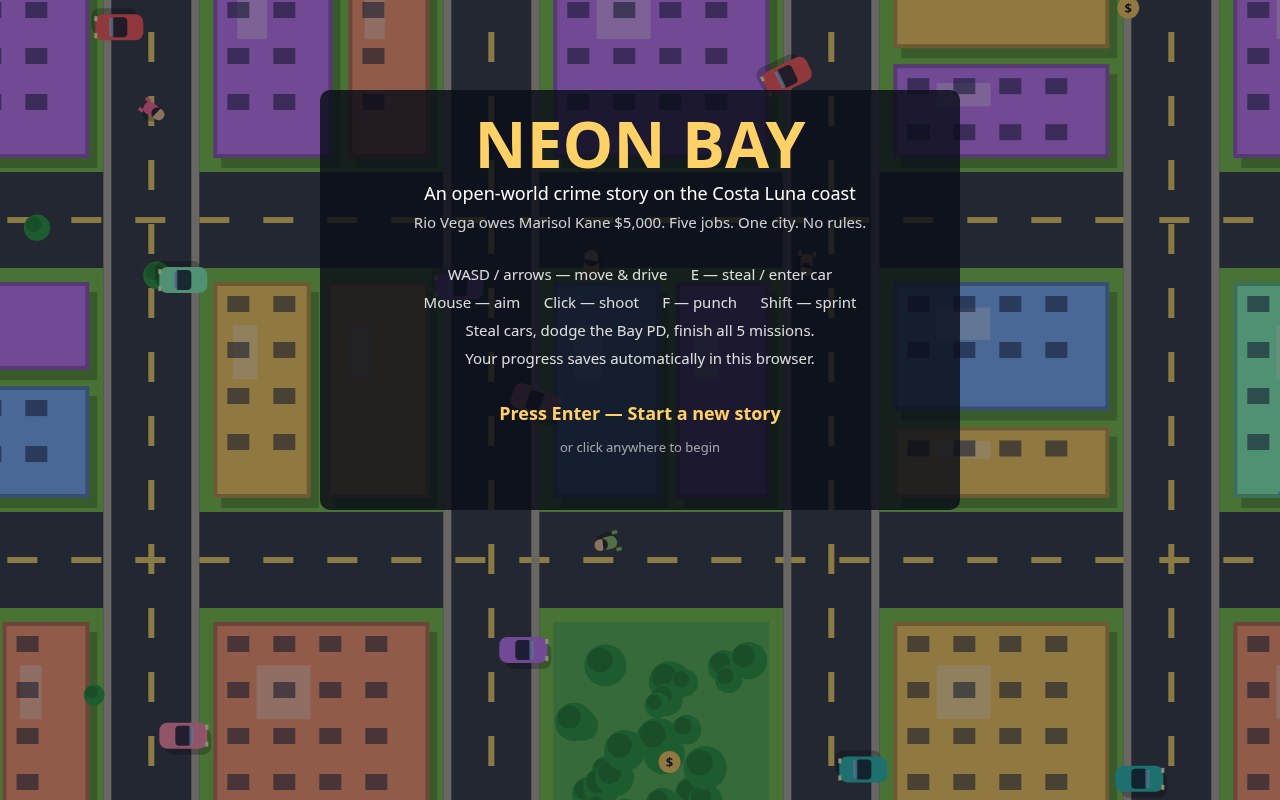 $
NEON BAY
An open-world crime story on the Costa Luna coast
Rio Vega owes Marisol Kane $5,000. Five jobs. One city. No rules.
WASD / arrows — move & drive E — steal / enter car
Mouse — aim Click — shoot F — punch Shift — sprint
Steal cars, dodge the Bay PD, finish all 5 missions.
Your progress saves automatically in this browser.
Press Enter — Start a new story
or click anywhere to begin
$